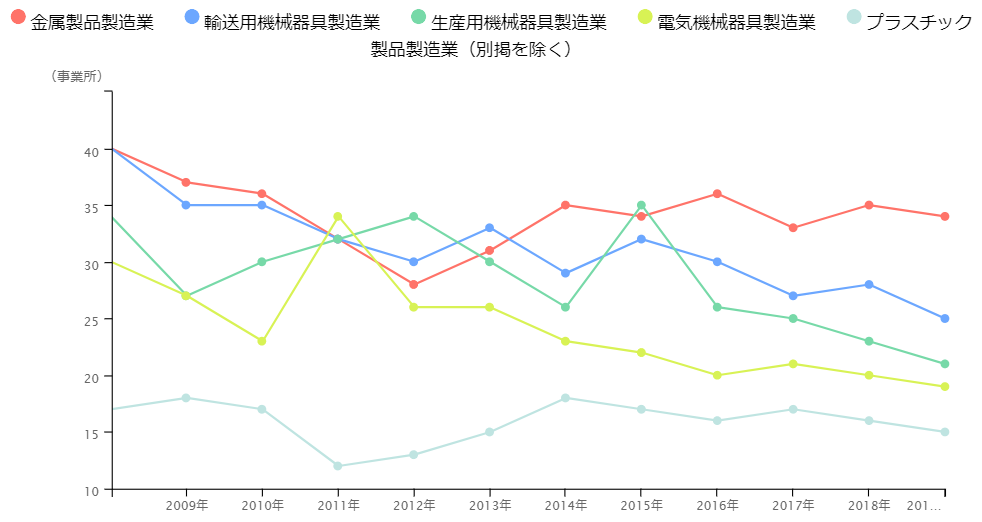 金属製品製造業 輸送用機械器具製造業 生産用機械器具製造業 電気機械器具製造業 プラスチック
製品製造業（別掲を除く）
（事業所）
40
35
30
25
20
15
10
2009年 2010年 2011年 2012年 2013年 2014年 2015年 2016年 2017年 2018年 201...